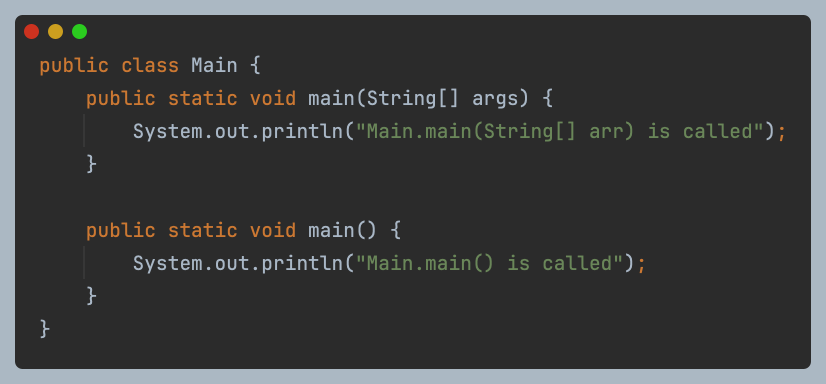 public class Main {
    public static void main(String[] args) {
        System.out.println("Main.main(String[] arr) is called");
    }

    public static void main() {
        System.out.println("Main.main() is called");
    }
}